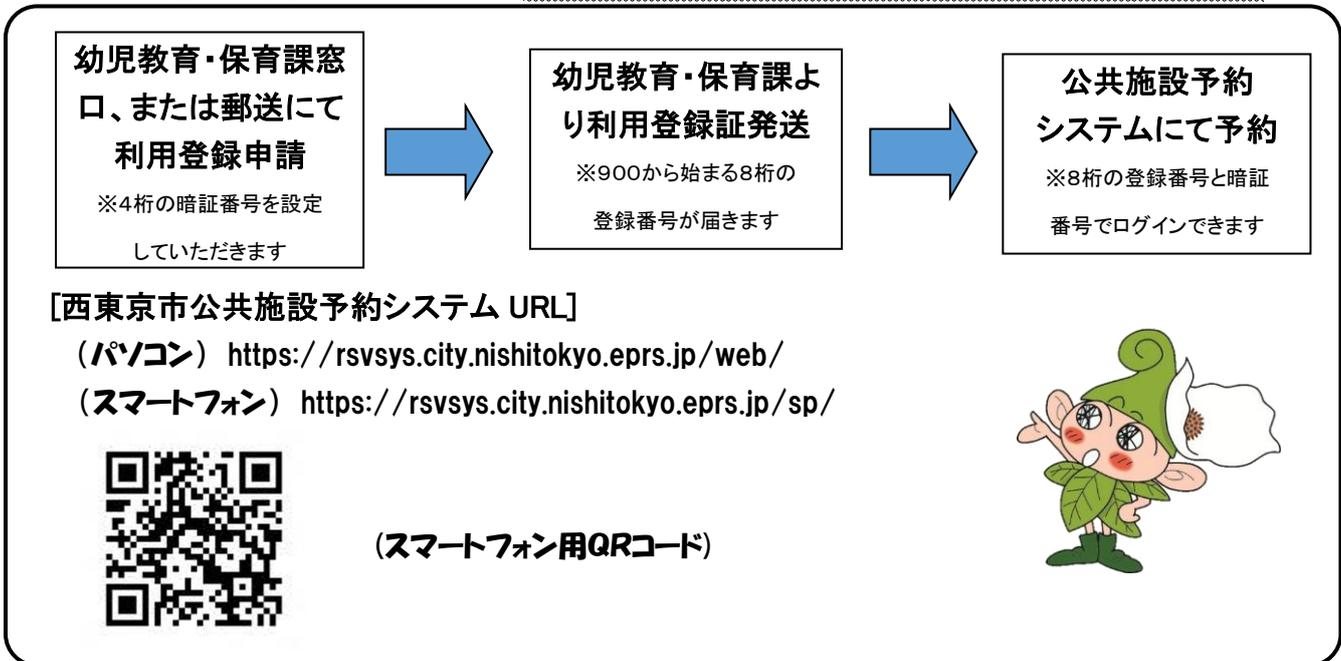 幼児教育・保育課窓
口、または郵送にて
利用登録申請
※4桁の暗証番号を設定
していただきます
幼児教育・保育課よ
り利用登録証発送
※900から始まる8桁の
登録番号が届きます
公共施設予約
システムにて予約
※8桁の登録番号と暗証
番号でログインできます
[西東京市公共施設予約システム URL]
（パソコン） https://rsvsys.city.nishitokyo.eprs.jp/web/
（スマートフォン） https://rsvsys.city.nishitokyo.eprs.jp/sp/
(スマートフォン用QRコード)